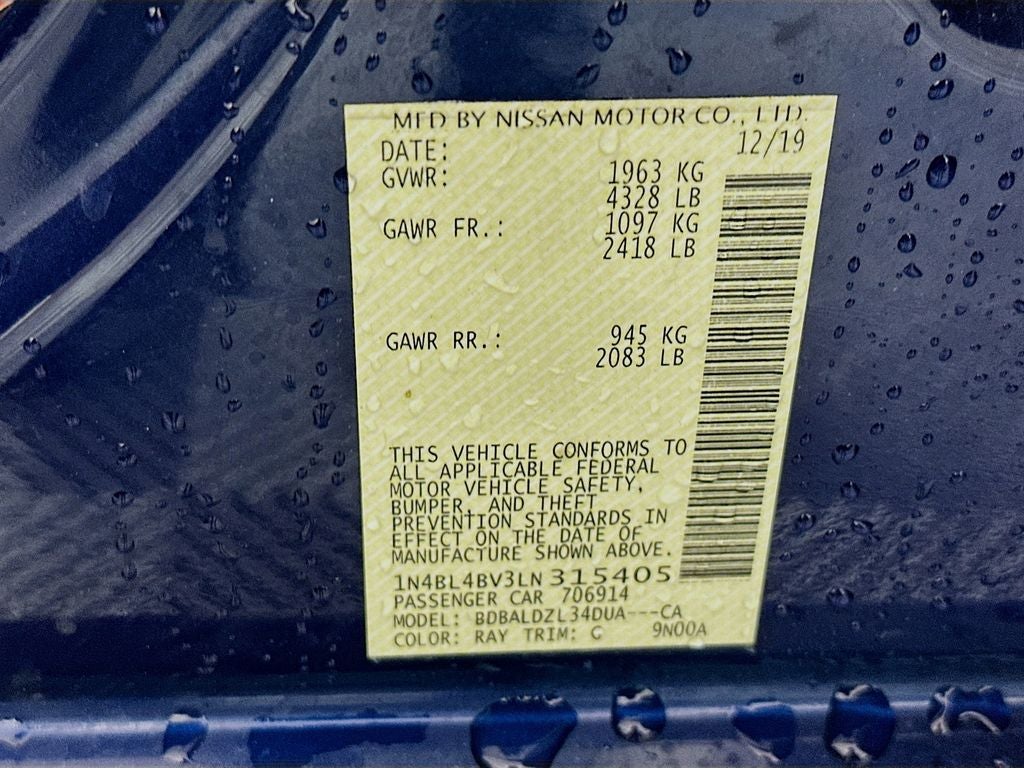 MFD BY NISSAN MOTOR CO., LTD.
DATE: 12/19
GVWR: 1963 KG
4328 LB
GAWR FR.: 1097 KG
2418 LB
GAWR RR.: 945 KG
2083 LB
THIS VEHICLE CONFORMS TO
ALL APPLICABLE FEDERAL
MOTOR VEHICLE SAFETY,
BUMPER, AND THEFT
PREVENTION STANDARDS IN
EFFECT ON THE DATE OF
MANUFACTURE SHOWN ABOVE.
1N4BL4BV3LN315405
PASSENGER CAR 706914
MODEL: BDBALDZL34DUA---CA
COLOR: RAY TRIM: G 9N00A